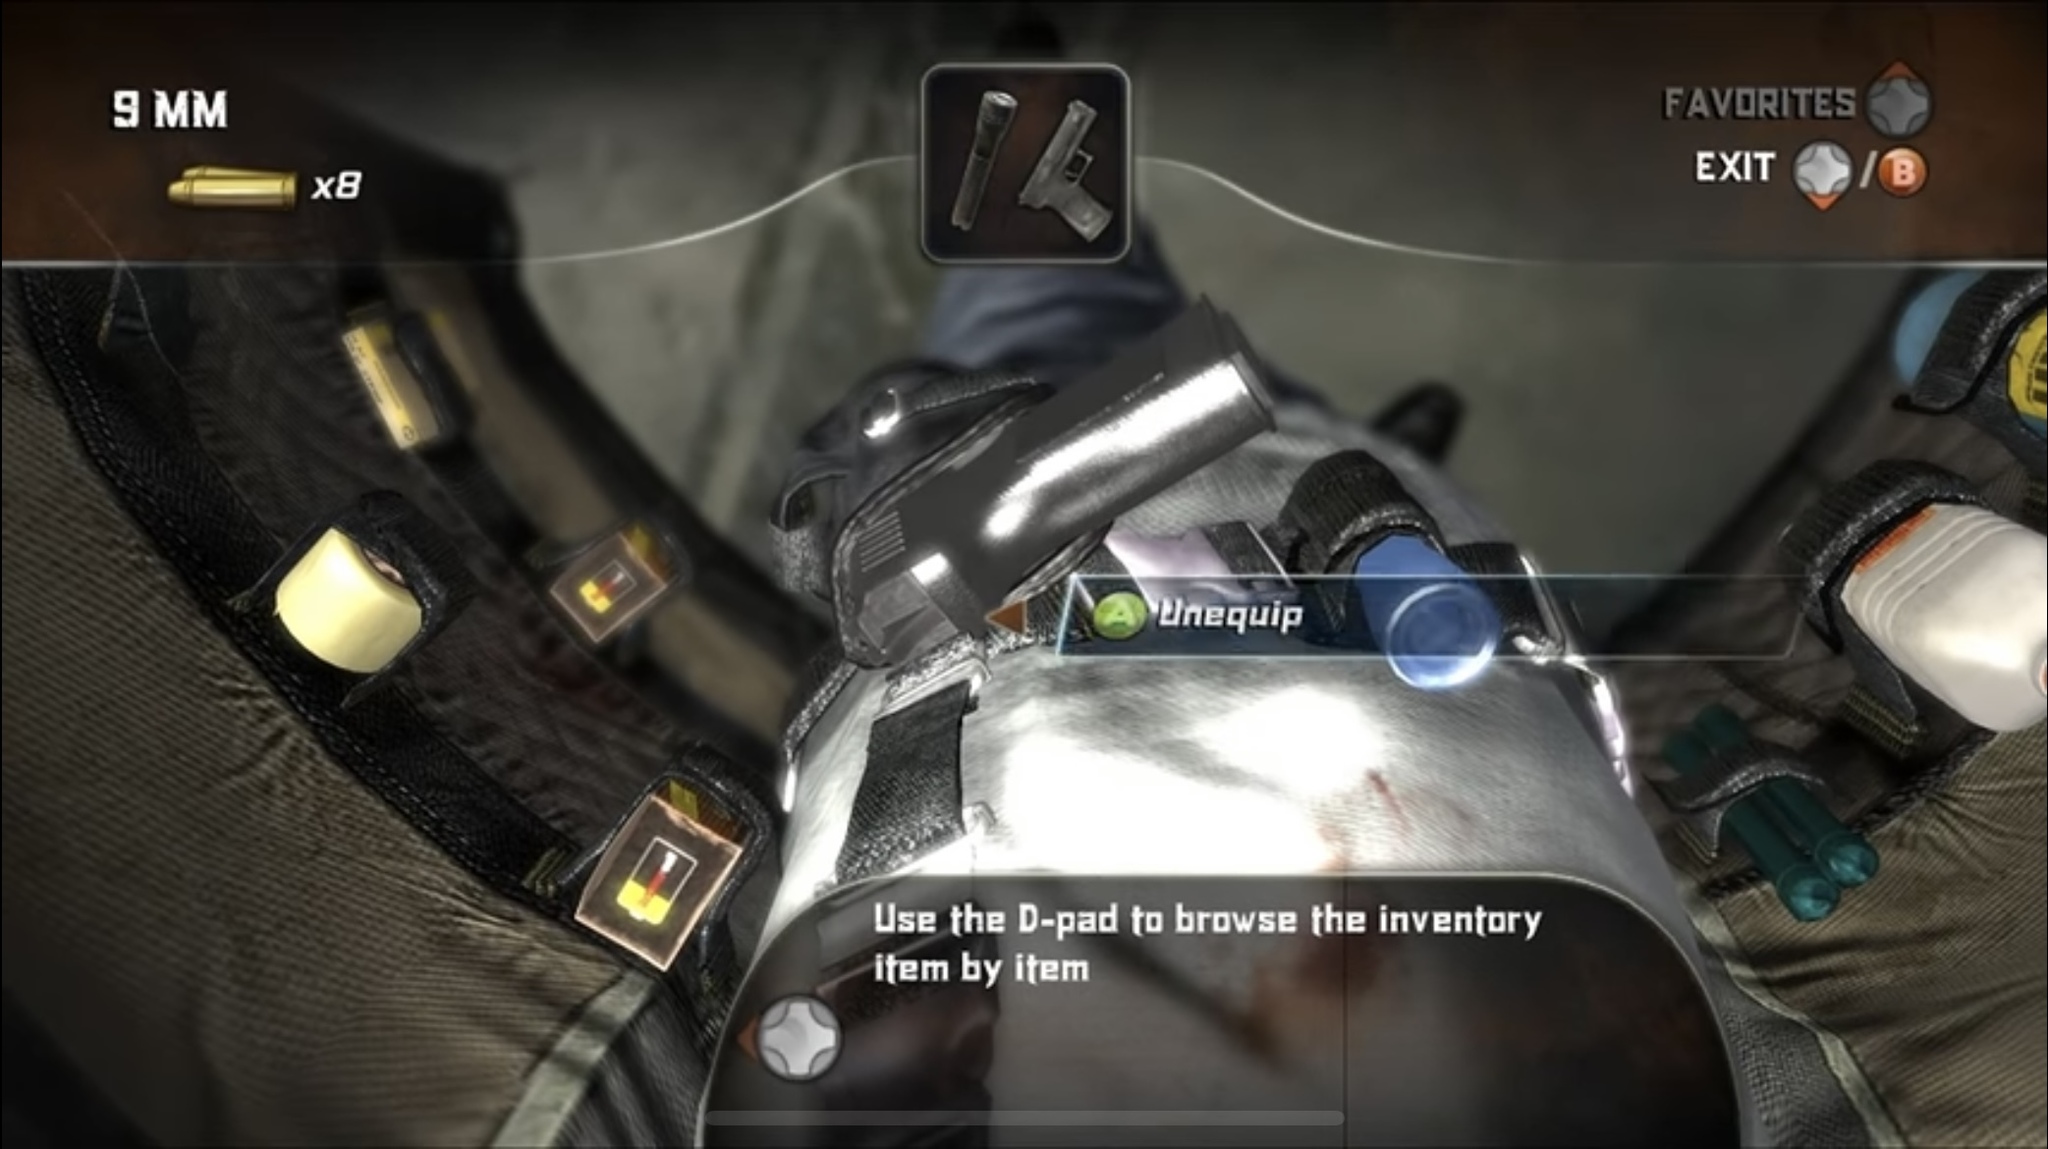 9 MM
x8
FAVORITES
EXIT / B
A Unequip
Use the D-pad to browse the inventory
item by item